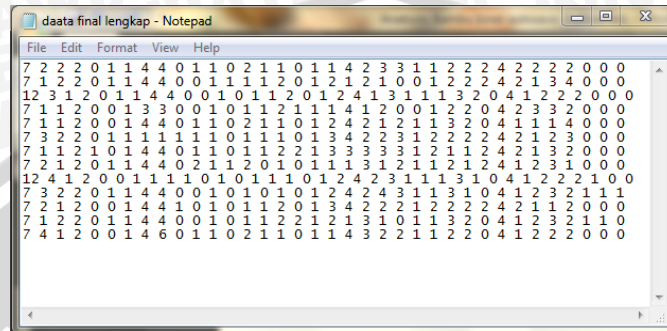 daata final lengkap - Notepad
File Edit Format View Help
7 2 2 2 0 1 1 4 4 0 1 1 0 2 1 1 0 1 1 4 2 3 3 1 1 2 2 2 4 2 2 2 2 0 0 0
7 1 2 2 0 1 1 4 4 0 0 1 1 1 1 0 1 2 1 2 1 0 0 1 2 2 2 4 2 1 3 4 0 0 0
12 3 1 2 0 1 1 4 4 0 0 1 0 1 1 2 0 1 2 4 1 3 1 1 1 3 2 0 4 1 2 2 2 0 0 0
7 1 1 2 0 0 1 3 3 0 0 1 0 1 1 2 1 1 1 4 1 2 0 0 1 2 2 0 4 2 3 3 2 0 0 0
7 1 1 2 0 0 1 4 4 0 1 1 0 2 1 1 0 1 2 4 2 1 2 1 1 3 2 0 4 1 1 1 4 0 0 0
7 3 2 2 0 1 1 1 1 1 1 0 1 1 1 0 1 3 4 2 2 3 1 2 2 2 2 4 2 1 2 3 0 0 0
7 1 1 2 1 0 1 4 4 0 1 0 1 1 2 2 1 3 3 3 3 3 1 2 1 1 2 4 2 1 3 2 0 0 0
7 2 1 2 0 1 1 4 4 0 2 1 1 2 0 1 0 1 1 1 3 1 2 1 1 2 1 2 4 1 2 3 1 0 0 0
12 4 1 2 0 0 1 1 1 1 0 1 0 1 1 1 0 1 2 4 2 3 1 1 1 3 1 0 4 1 2 2 2 1 0 0
7 3 2 2 0 1 1 4 4 0 0 1 0 1 0 1 0 1 2 4 2 4 3 1 1 3 1 0 4 1 2 3 2 1 1 1
7 2 1 2 0 0 1 4 4 0 1 0 1 1 2 0 1 3 4 2 2 2 1 2 2 2 2 4 2 1 1 2 0 0 0
7 1 2 2 0 1 1 4 4 1 0 0 1 0 1 1 2 2 1 2 1 3 1 0 1 1 3 2 0 4 1 2 3 2 1 1 0
7 4 1 2 0 0 1 4 6 0 1 1 0 2 1 1 0 1 1 4 3 2 2 1 1 2 2 0 4 1 2 2 2 0 0 0